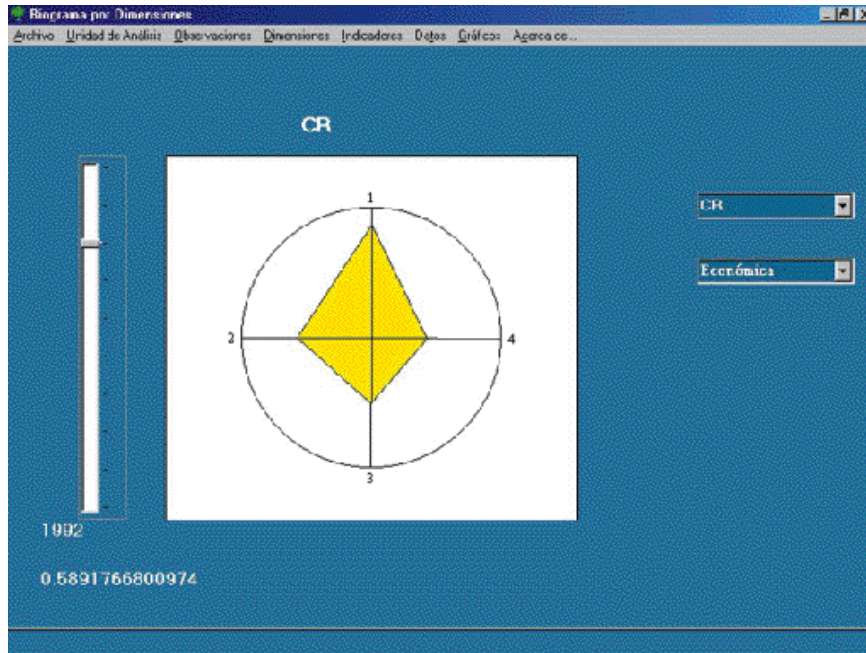 Biograma por Dimensiones
Archivo Unidad de Análisis Observaciones Dimensiones Indicadores Datos Gráficos Acerca de...
CR
1
CR
Económica
2
4
3
1992
0.5891766800974